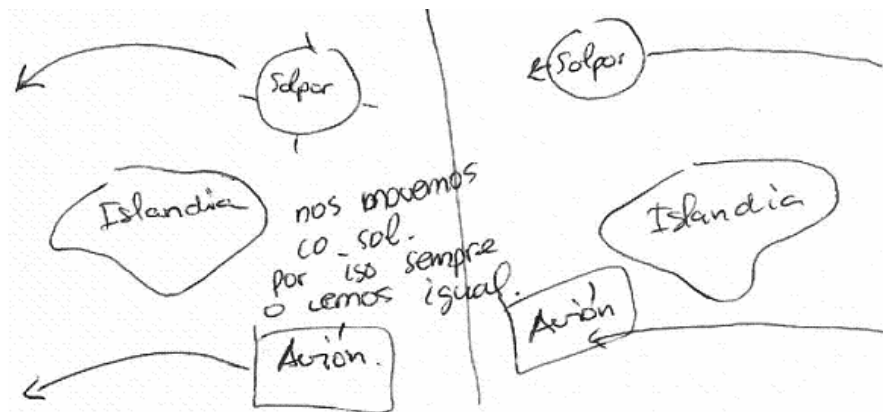 Solpor
Islandia
nos movemos
co sol.
por iso sempre
o vemos igual.
Avión.
Solpor
Islandia
Avión